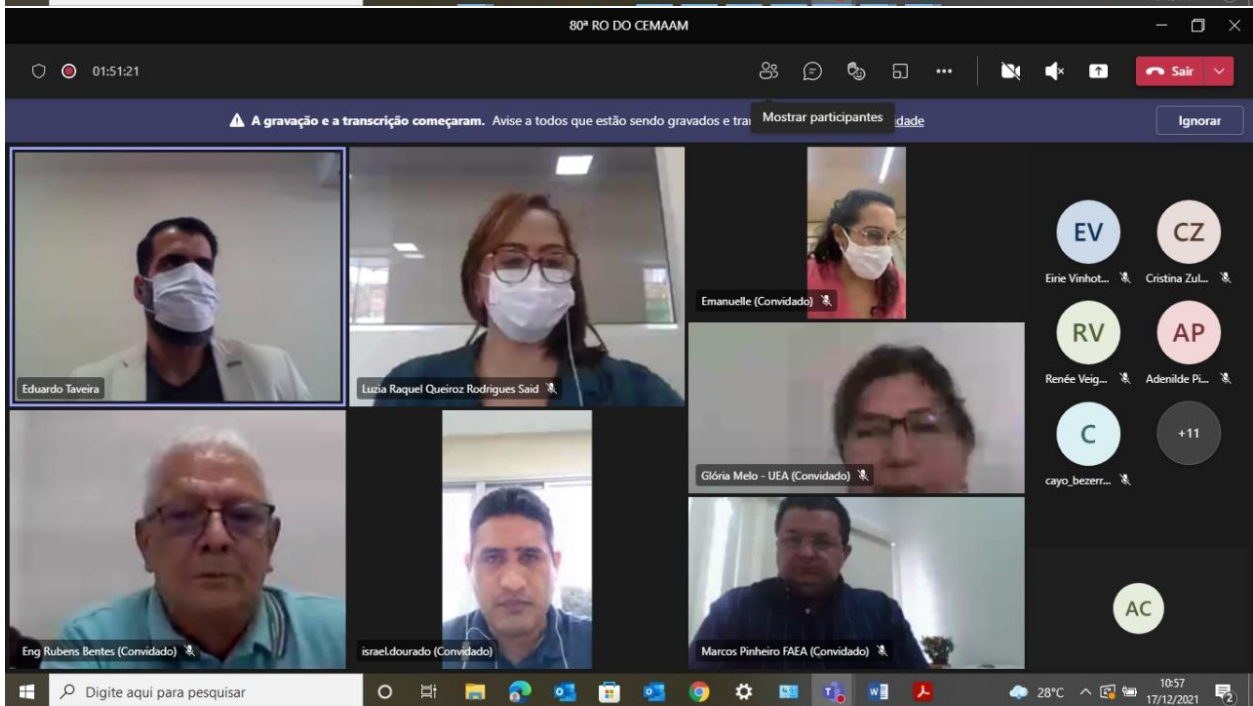 80ª RO DO CEMAAM
01:51:21
Sair
A gravação e a transcrição começaram. Avise a todos que estão sendo gravados e tra
Mostrar participantes
dade
Ignorar
Eduardo Taveira
Luzia Raquel Queiroz Rodrigues Said
Emanuelle (Convidado)
Glória Melo - UEA (Convidado)
Eng Rubens Bentes (Convidado)
israel.dourado (Convidado)
Marcos Pinheiro FAEA (Convidado)
EV
Eirie Vinhot...
CZ
Cristina Zul...
RV
Renée Veig...
AP
Adenilde Pi...
C
cayo_bezerr...
+11
AC
Digite aqui para pesquisar
28°C
10:57
17/12/2021
2